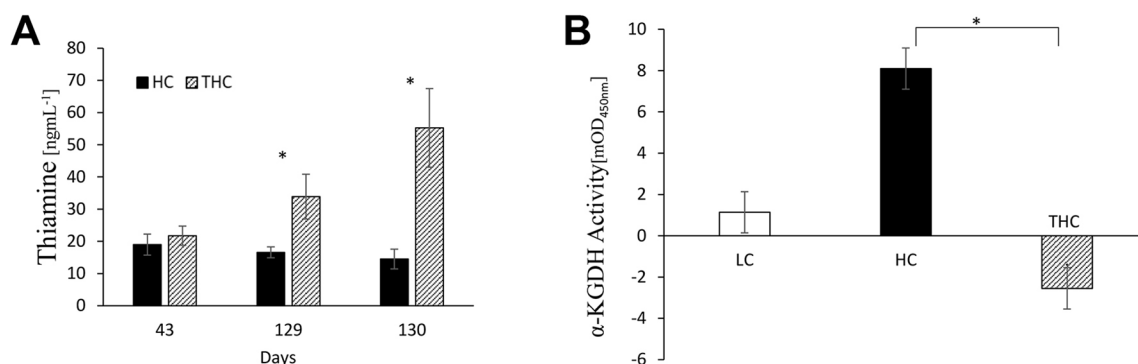 A
Thiamine [ngmL⁻¹]
80
70
60
50
40
30
20
10
0
HC THC
*
*
43 129 130
Days
B
α-KGDH Activity[mOD450nm]
10
8
6
4
2
0
-2
-4
-6
*
LC
HC
THC